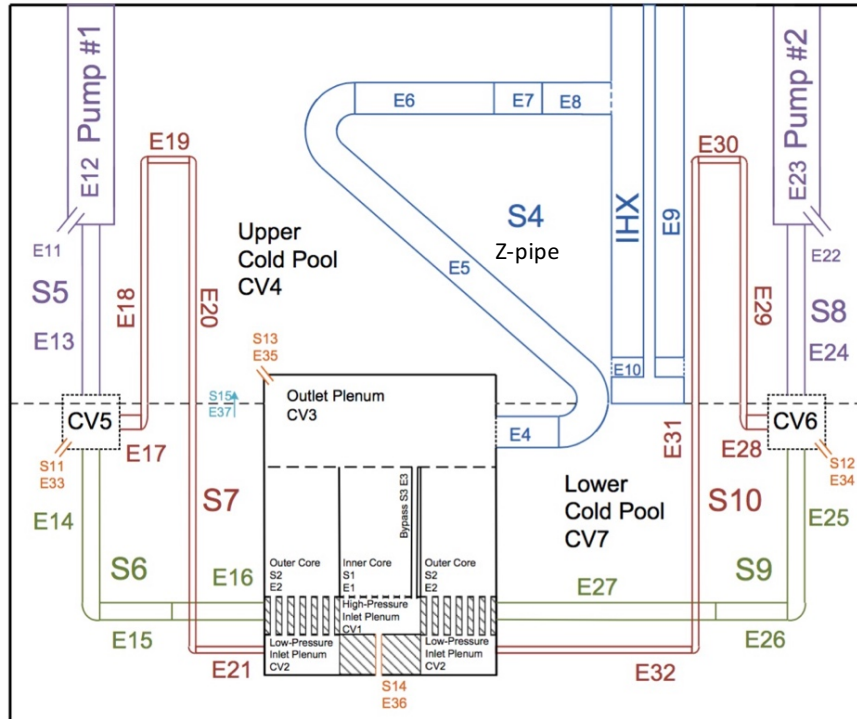 Pump #1
E12
E11
S5
E13
E19
E18
E20
CV5
S11
E33
E17
E14
S6
E15
E16
S7
E21
Upper
Cold Pool
CV4
S13
E35
S15
E37
E6
E7
E8
S4
Z-pipe
E5
IHX
E9
E10
E4
Outlet Plenum
CV3
Bypass S3 E3
Outer Core
S2
E2
Inner Core
S1
E1
Outer Core
S2
E2
High-Pressure
Inlet Plenum
CV1
Low-Pressure
Inlet Plenum
CV2
Low-Pressure
Inlet Plenum
CV2
S14
E36
Lower
Cold Pool
CV7
E30
E29
E31
E28
S10
E27
E32
Pump #2
E23
E22
S8
E24
CV6
S12
E34
E25
S9
E26